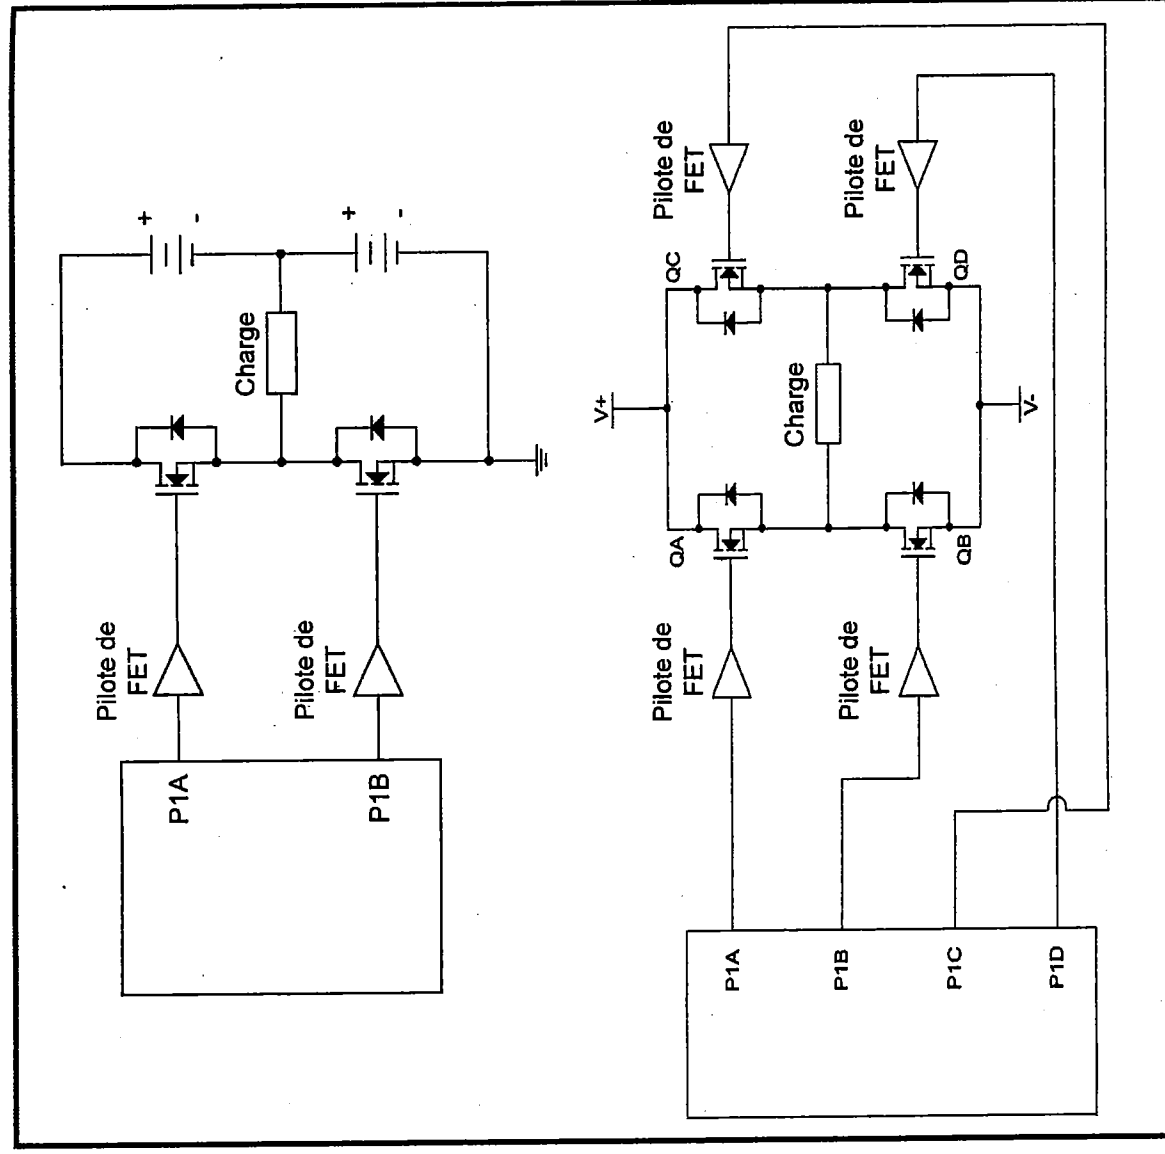 +
-
+
-
Charge
Pilote de
FET
Pilote de
FET
P1A
P1B
V+
QC
Pilote de
FET
Pilote de
FET
QD
Charge
QA
QB
V-
Pilote de
FET
Pilote de
FET
P1A
P1B
P1C
P1D